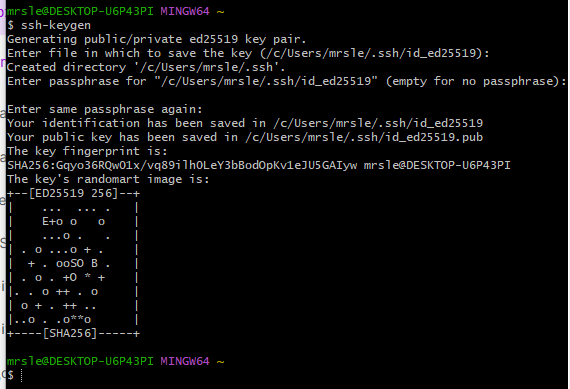 mrsle@DESKTOP-U6P43PI MINGW64 ~
$ ssh-keygen
Generating public/private ed25519 key pair.
Enter file in which to save the key (/c/Users/mrsle/.ssh/id_ed25519):
Created directory '/c/Users/mrsle/.ssh'.
Enter passphrase for "/c/Users/mrsle/.ssh/id_ed25519" (empty for no passphrase):
Enter same passphrase again:
Your identification has been saved in /c/Users/mrsle/.ssh/id_ed25519
Your public key has been saved in /c/Users/mrsle/.ssh/id_ed25519.pub
The key fingerprint is:
SHA256:Gqyo36RQwO1x/vq89ilhOLeY3bBodOpKv1eJU5GAIyw mrsle@DESKTOP-U6P43PI
The key's randomart image is:
+--[ED25519 256]--+
|    ...  ... .   |
|    E+o o   o    |
|    ...o .   .   |
| . o ...o + .    |
|  + . ooSO B .   |
| . o . +O * +    |
|. . o ++ . o     |
| o + . ++ ..     |
|..o . .o**o      |
+----[SHA256]-----+
mrsle@DESKTOP-U6P43PI MINGW64 ~
$